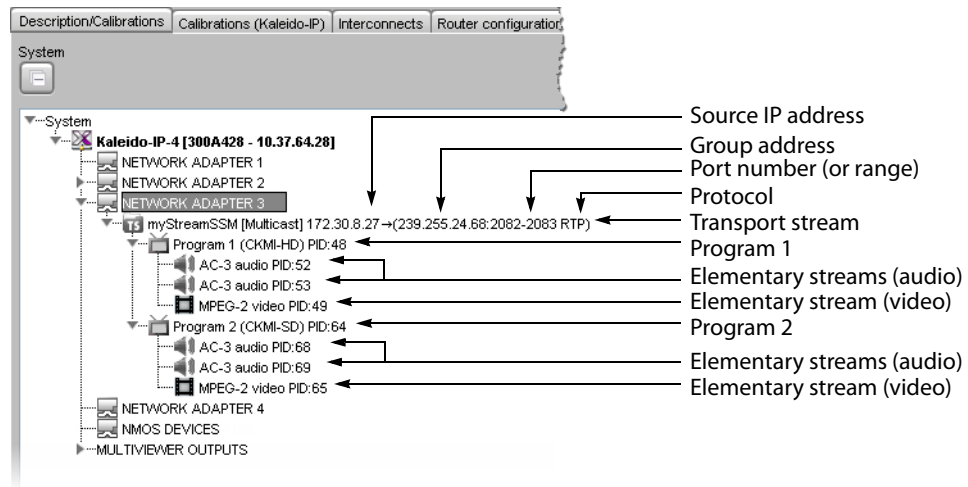 Description/Calibrations Calibrations (Kaleido-IP) Interconnects Router configuration
System
System
Kaleido-IP-4 [300A428 - 10.37.64.28]
NETWORK ADAPTER 1
NETWORK ADAPTER 2
NETWORK ADAPTER 3
myStreamSSM [Multicast] 172.30.8.27→(239.255.24.68:2082-2083 RTP)
Program 1 (CKMI-HD) PID:48
AC-3 audio PID:52
AC-3 audio PID:53
MPEG-2 video PID:49
Program 2 (CKMI-SD) PID:64
AC-3 audio PID:68
AC-3 audio PID:69
MPEG-2 video PID:65
NETWORK ADAPTER 4
NMOS DEVICES
MULTIVIEWER OUTPUTS
Source IP address
Group address
Port number (or range)
Protocol
Transport stream
Program 1
Elementary streams (audio)
Elementary stream (video)
Program 2
Elementary streams (audio)
Elementary stream (video)
TS